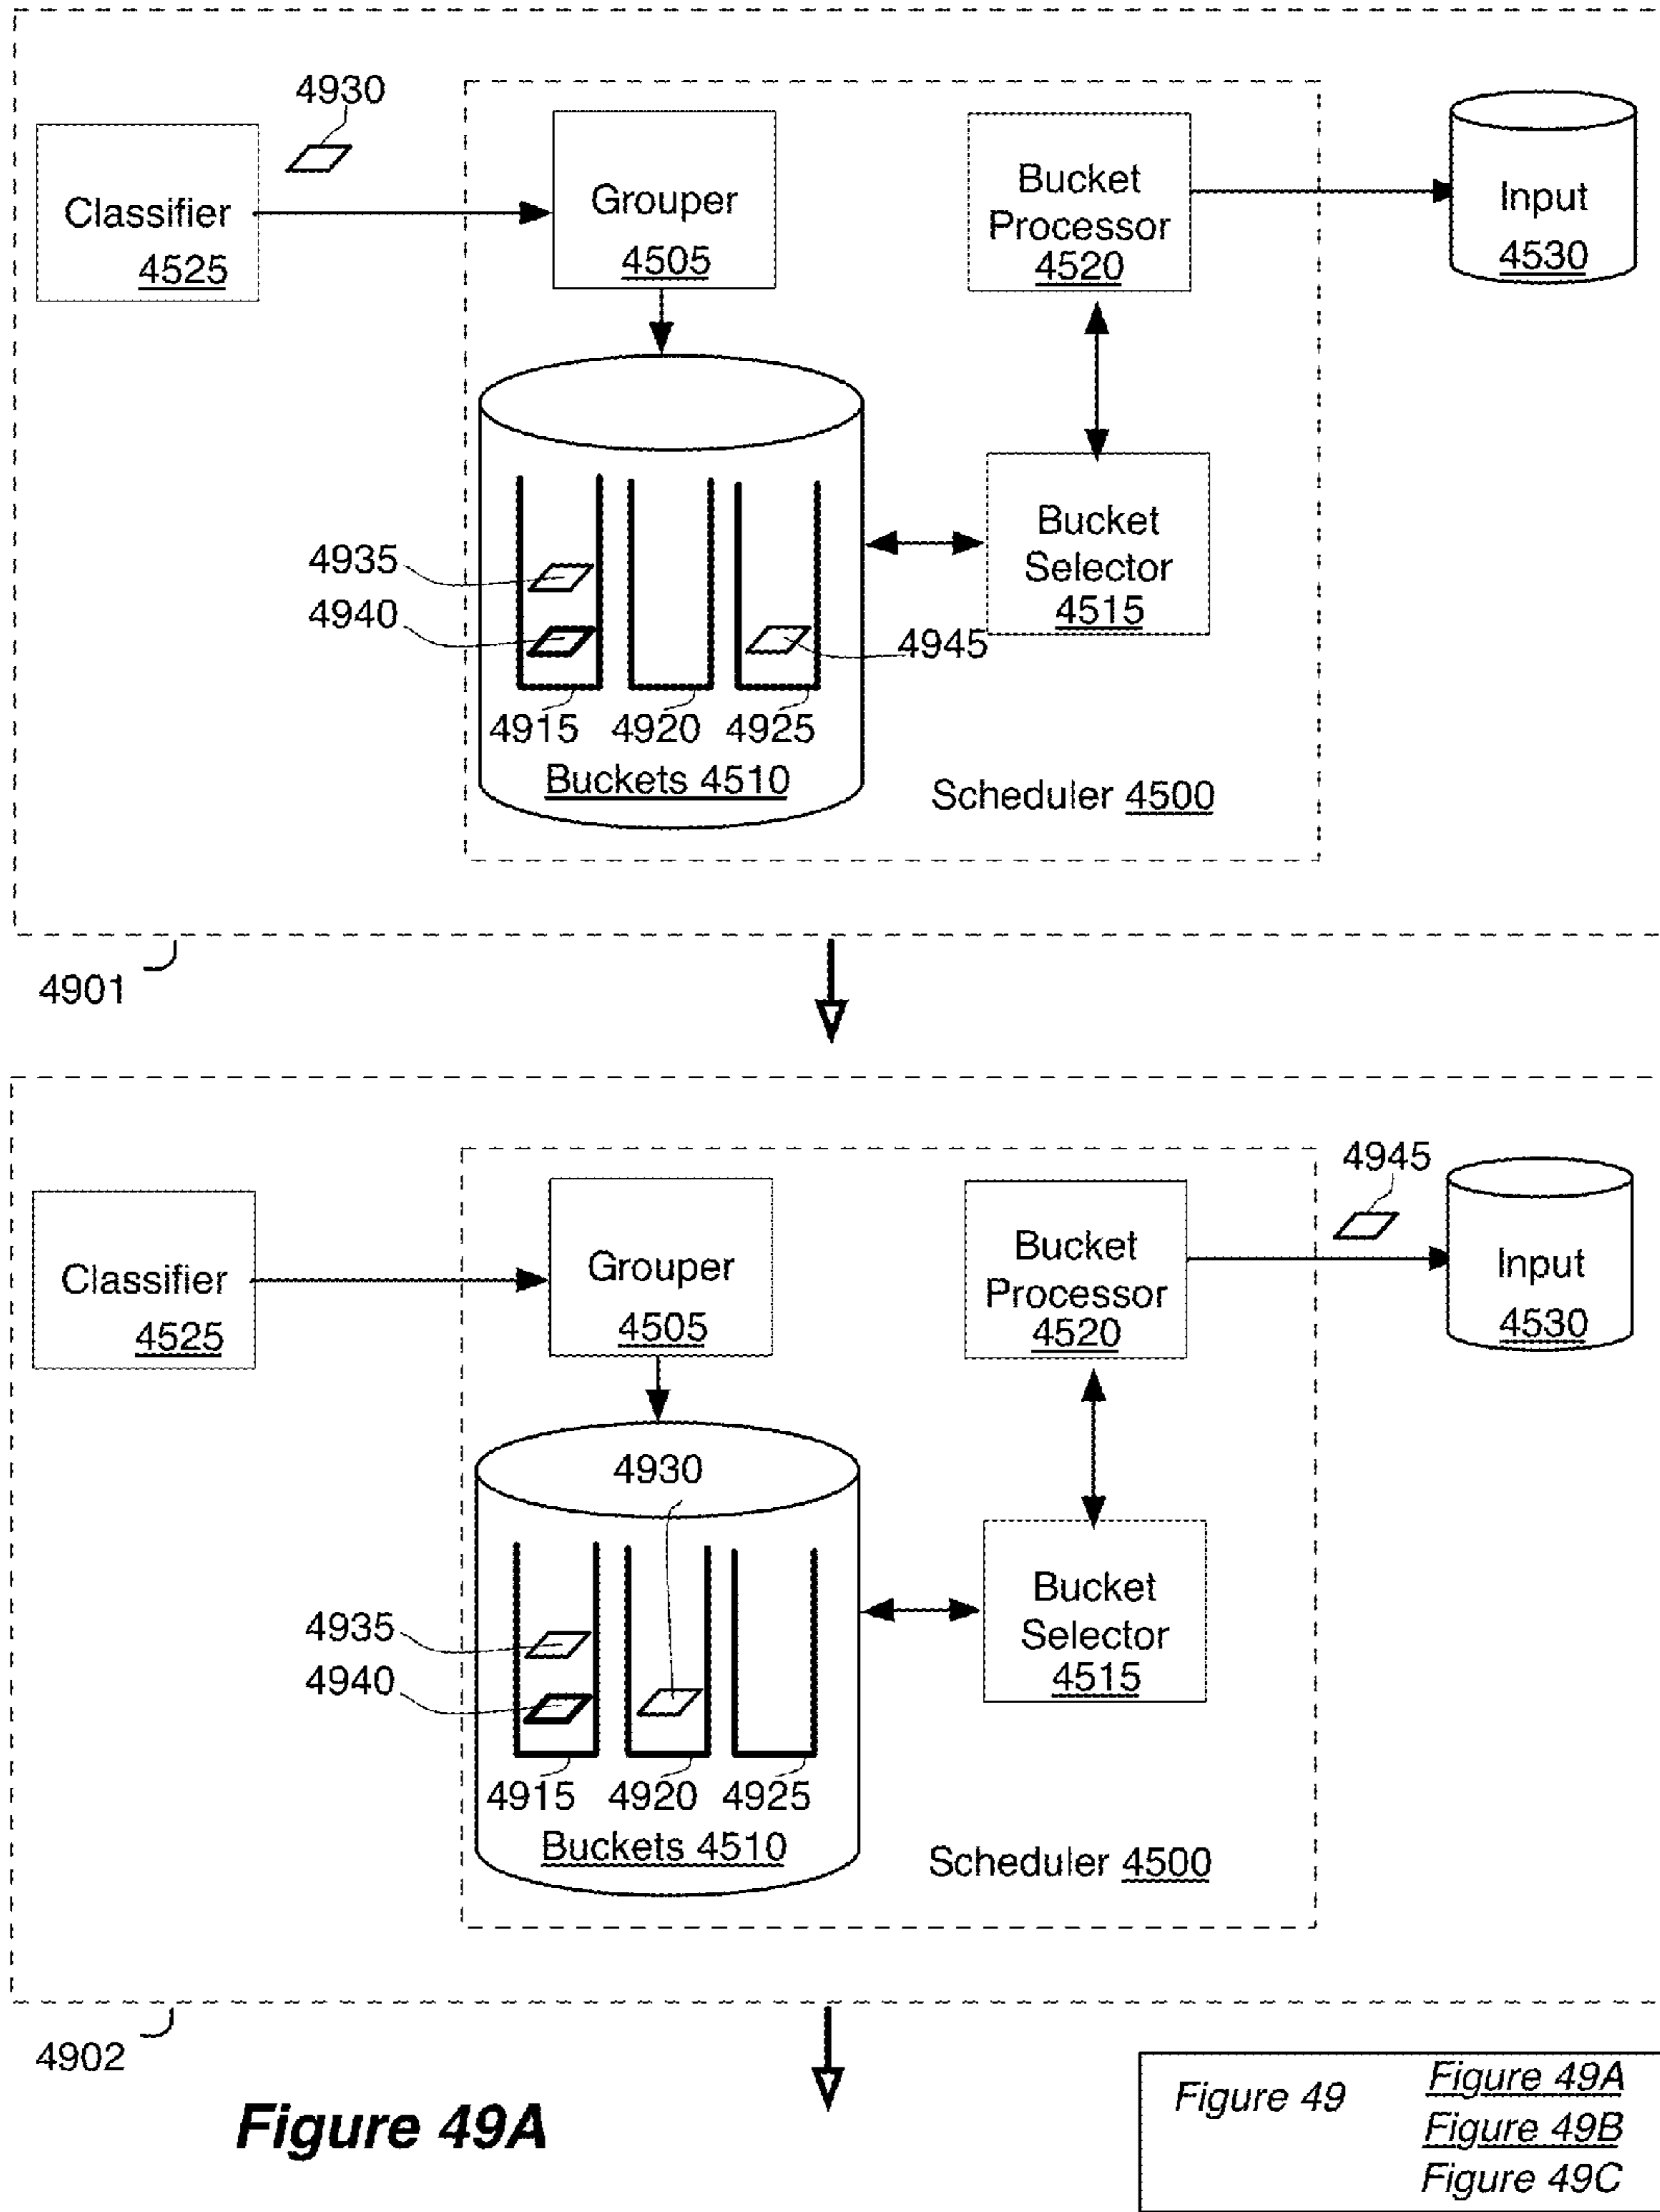 4930
Classifier
4525
Grouper
4505
Bucket
Processor
4520
Input
4530
4935
4940
4945
Bucket
Selector
4515
4915 4920 4925
Buckets 4510
Scheduler 4500
4901
4945
Classifier
4525
Grouper
4505
Bucket
Processor
4520
Input
4530
4930
4935
4940
Bucket
Selector
4515
4915 4920 4925
Buckets 4510
Scheduler 4500
4902
Figure 49A
Figure 49
Figure 49A
Figure 49B
Figure 49C